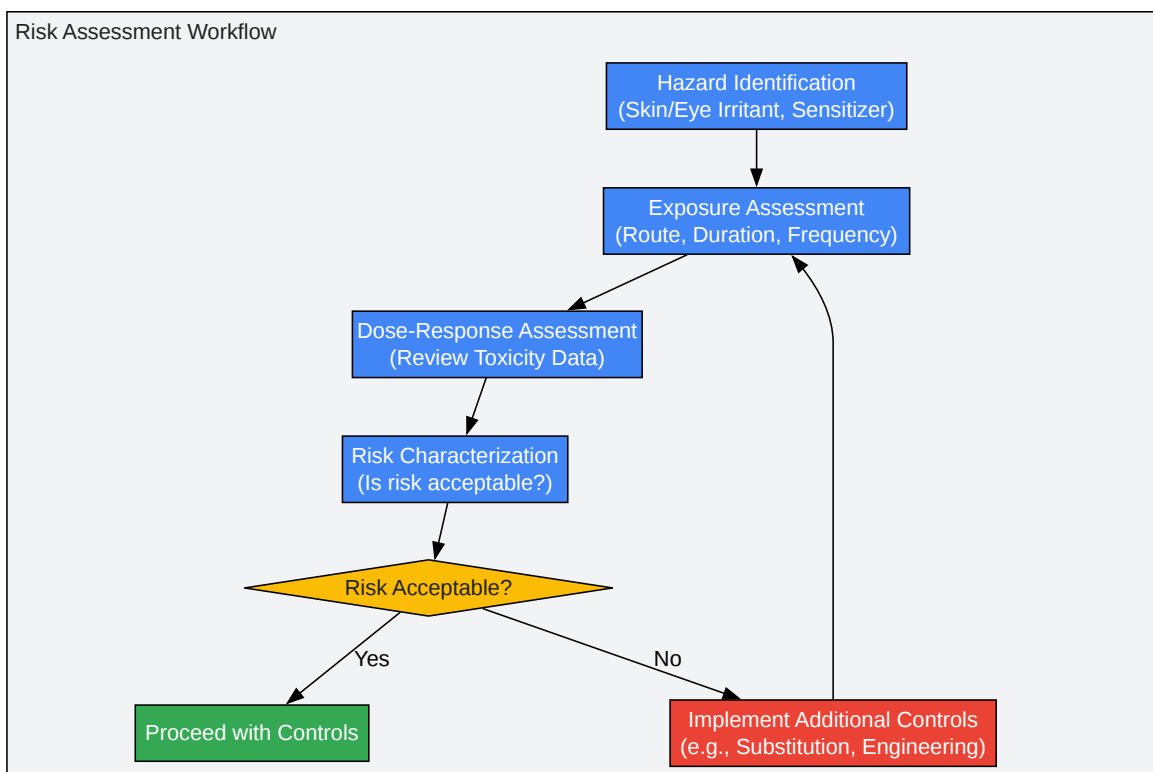 Risk Assessment Workflow
Hazard Identification
(Skin/Eye Irritant, Sensitizer)
Exposure Assessment
(Route, Duration, Frequency)
Dose-Response Assessment
(Review Toxicity Data)
Risk Characterization
(Is risk acceptable?)
Risk Acceptable?
Yes
No
Proceed with Controls
Implement Additional Controls
(e.g., Substitution, Engineering)